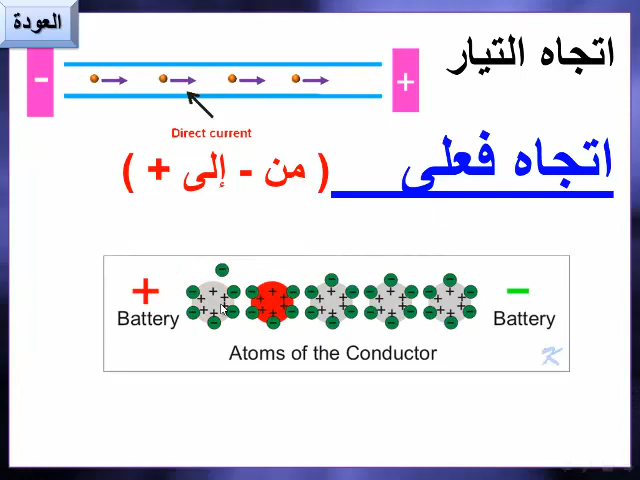 العودة
اتجاه التيار
- +
Direct current
اتجاه فعلى ( من - إلى + )
+ -
Battery Battery
Atoms of the Conductor
K